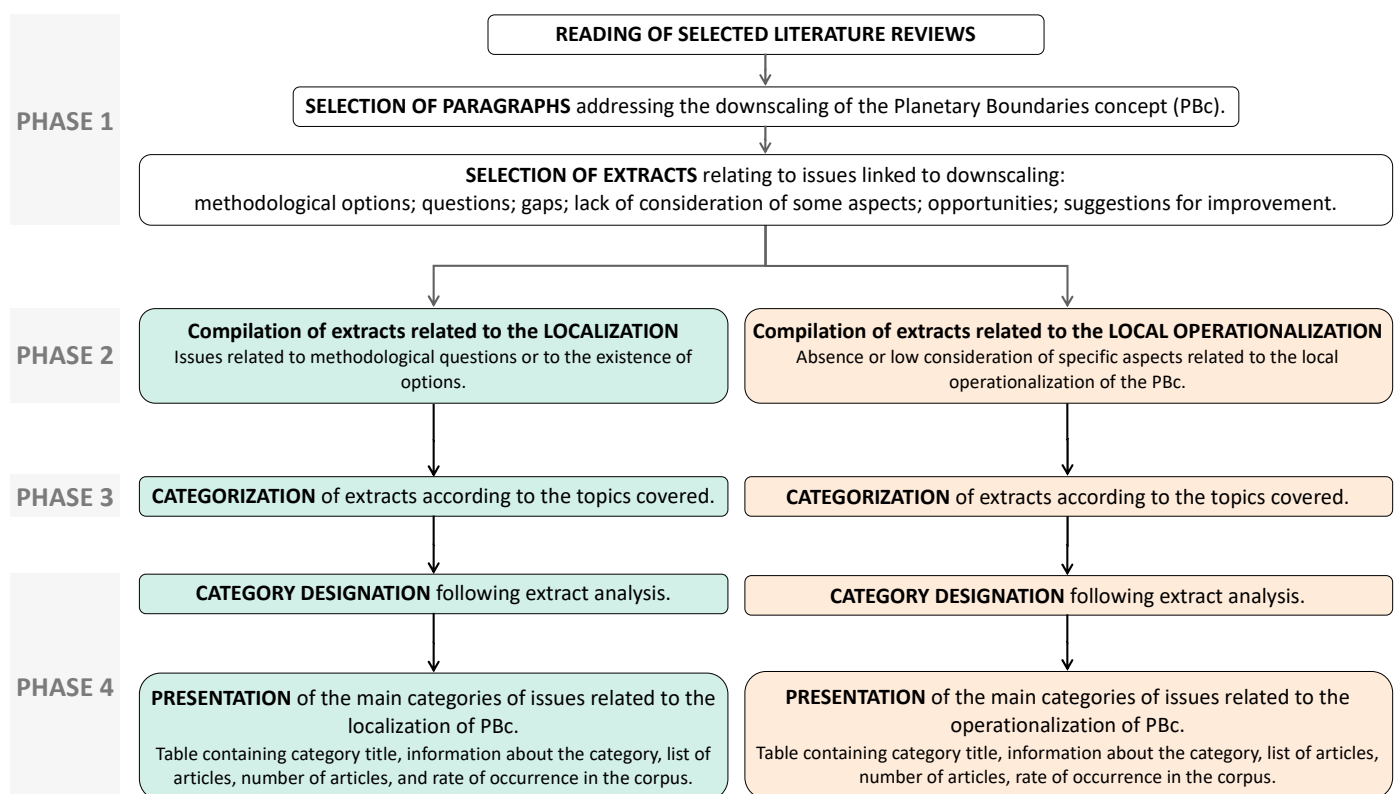 PHASE 1
READING OF SELECTED LITERATURE REVIEWS
SELECTION OF PARAGRAPHS addressing the downscaling of the Planetary Boundaries concept (PBc).
SELECTION OF EXTRACTS relating to issues linked to downscaling:
methodological options; questions; gaps; lack of consideration of some aspects; opportunities; suggestions for improvement.
PHASE 2
Compilation of extracts related to the LOCALIZATION
Issues related to methodological questions or to the existence of
options.
Compilation of extracts related to the LOCAL OPERATIONALIZATION
Absence or low consideration of specific aspects related to the local
operationalization of the PBc.
PHASE 3
CATEGORIZATION of extracts according to the topics covered.
CATEGORIZATION of extracts according to the topics covered.
PHASE 4
CATEGORY DESIGNATION following extract analysis.
CATEGORY DESIGNATION following extract analysis.
PRESENTATION of the main categories of issues related to the
localization of PBc.
Table containing category title, information about the category, list of
articles, number of articles, and rate of occurrence in the corpus.
PRESENTATION of the main categories of issues related to the
operationalization of PBc.
Table containing category title, information about the category, list of articles,
number of articles, rate of occurrence in the corpus.